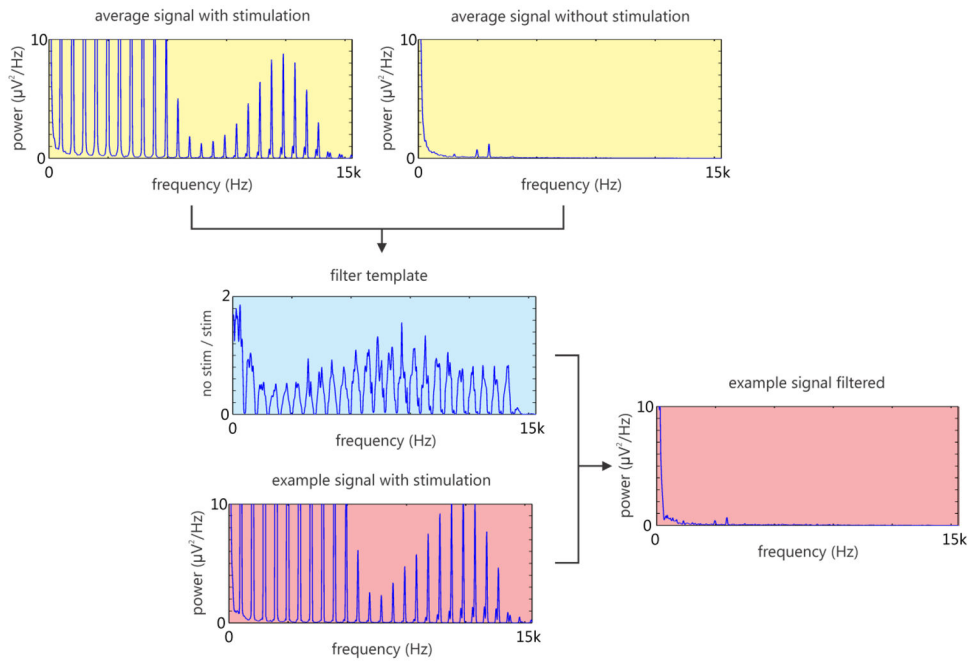 average signal with stimulation
average signal without stimulation
10
power (µV²/Hz)
0
0
15k
frequency (Hz)
10
power (µV²/Hz)
0
0
15k
frequency (Hz)
filter template
2
no stim / stim
0
0
15k
frequency (Hz)
example signal with stimulation
10
power (µV²/Hz)
0
0
15k
frequency (Hz)
example signal filtered
10
power (µV²/Hz)
0
0
15k
frequency (Hz)